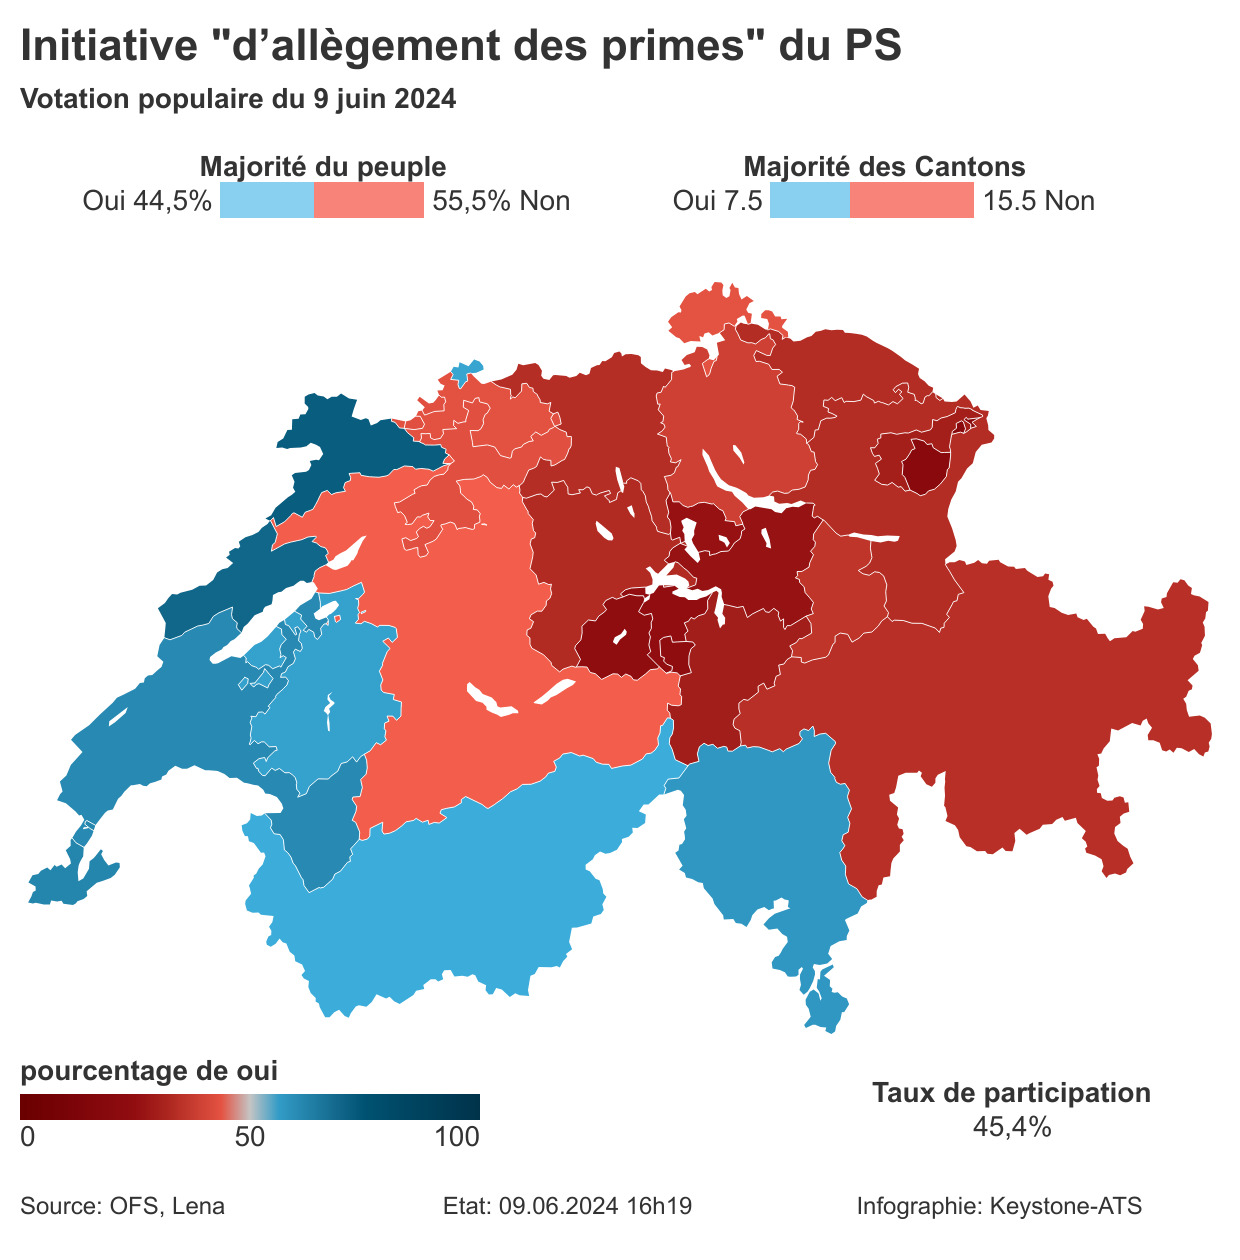 Initiative "d’allègement des primes" du PS
Votation populaire du 9 juin 2024
Majorité du peuple
Oui 44,5% 55,5% Non
Majorité des Cantons
Oui 7.5 15.5 Non
pourcentage de oui
0 50 100
Taux de participation
45,4%
Source: OFS, Lena Etat: 09.06.2024 16h19 Infographie: Keystone-ATS